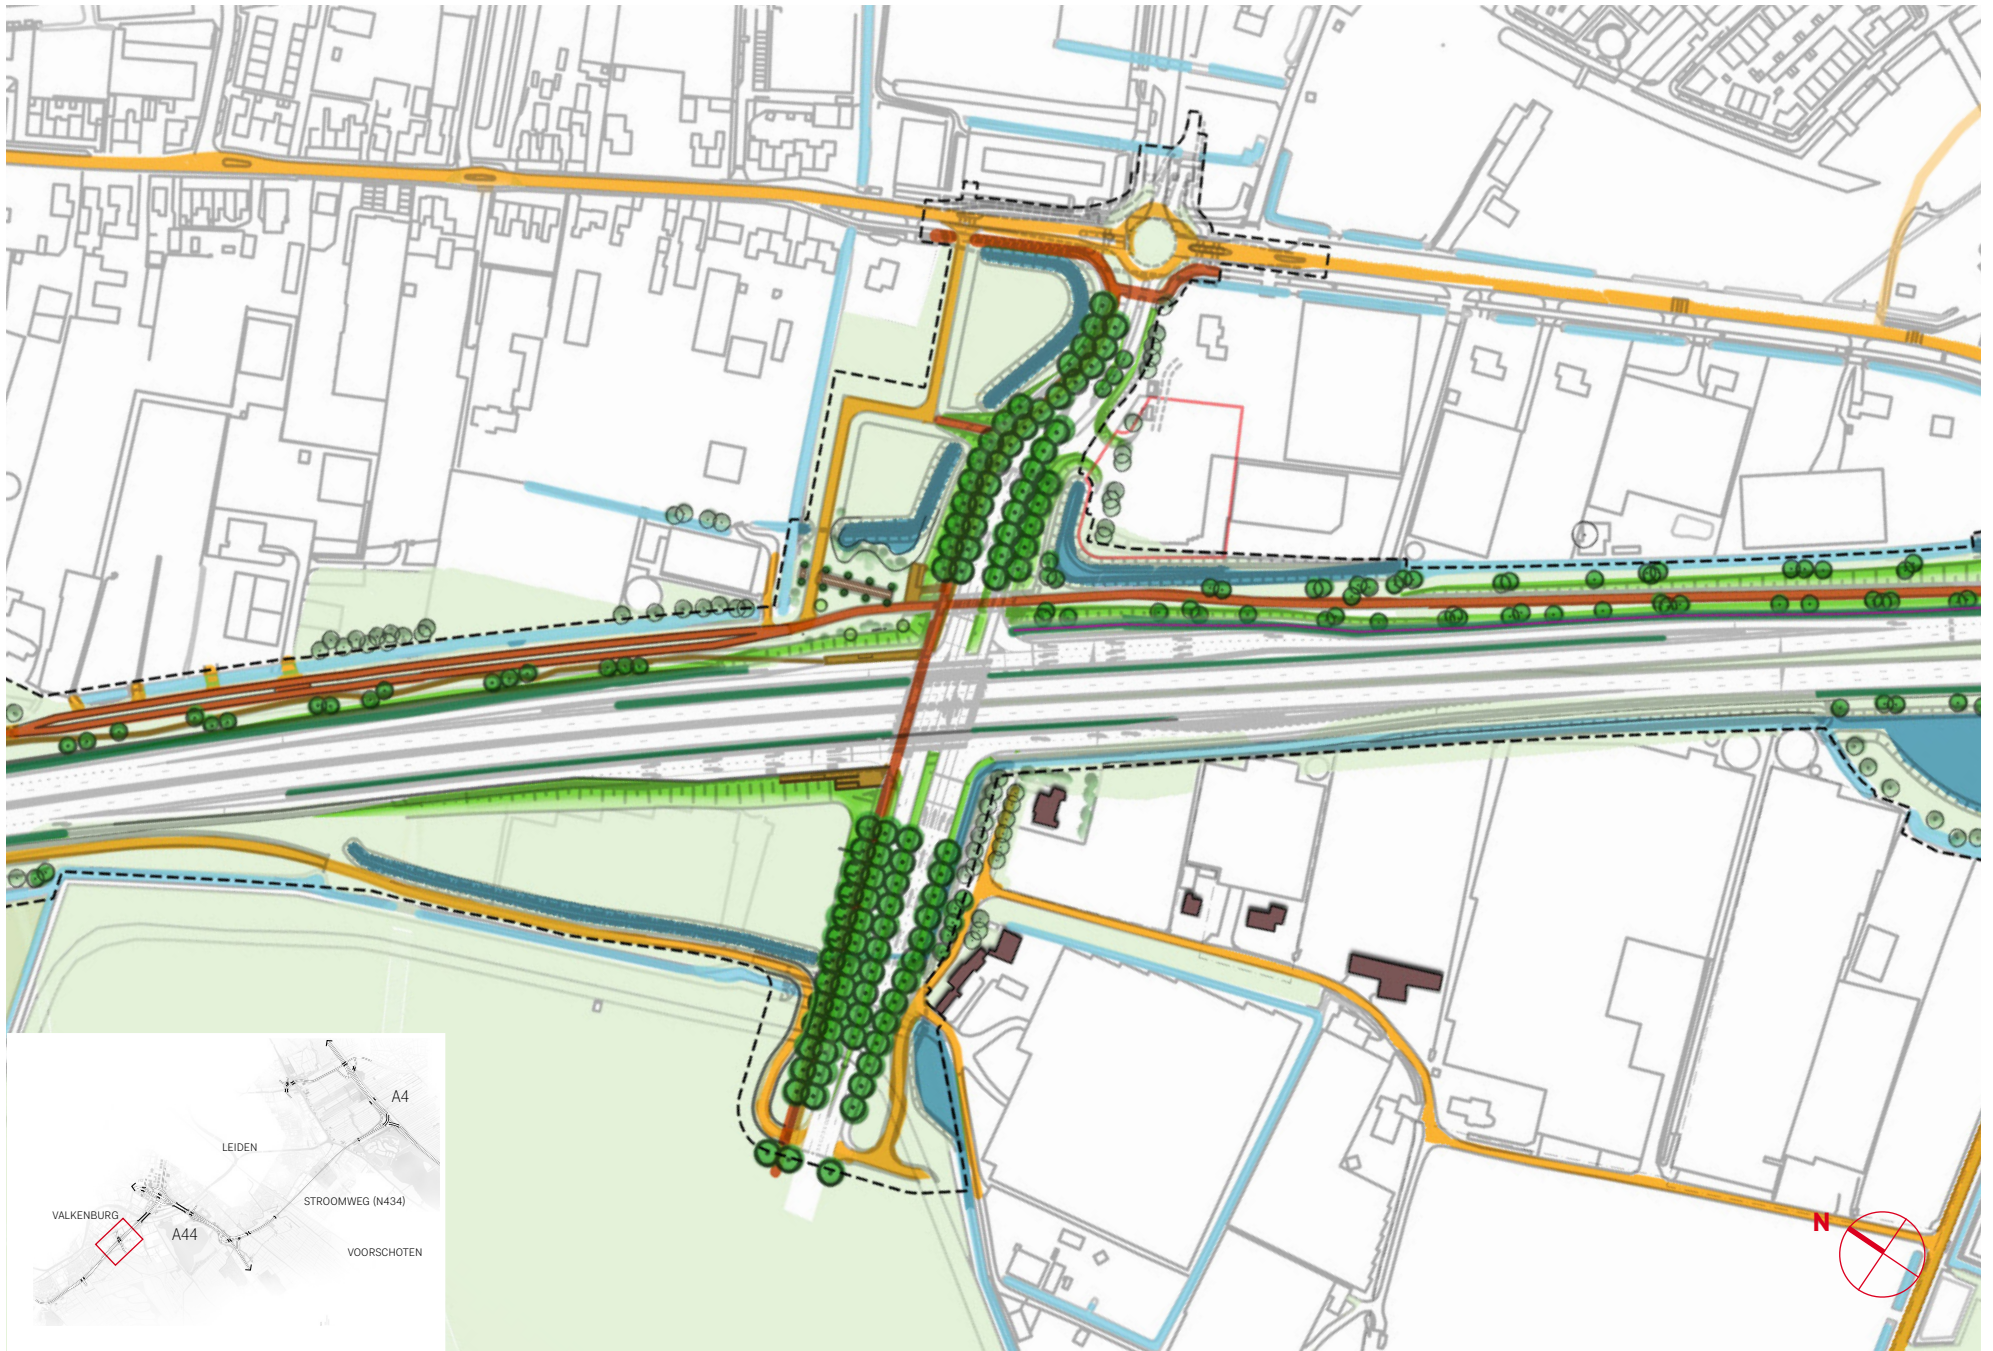 A4
LEIDEN
STROOMWEG (N434)
VALKENBURG
A44
VOORSCHOTEN
N